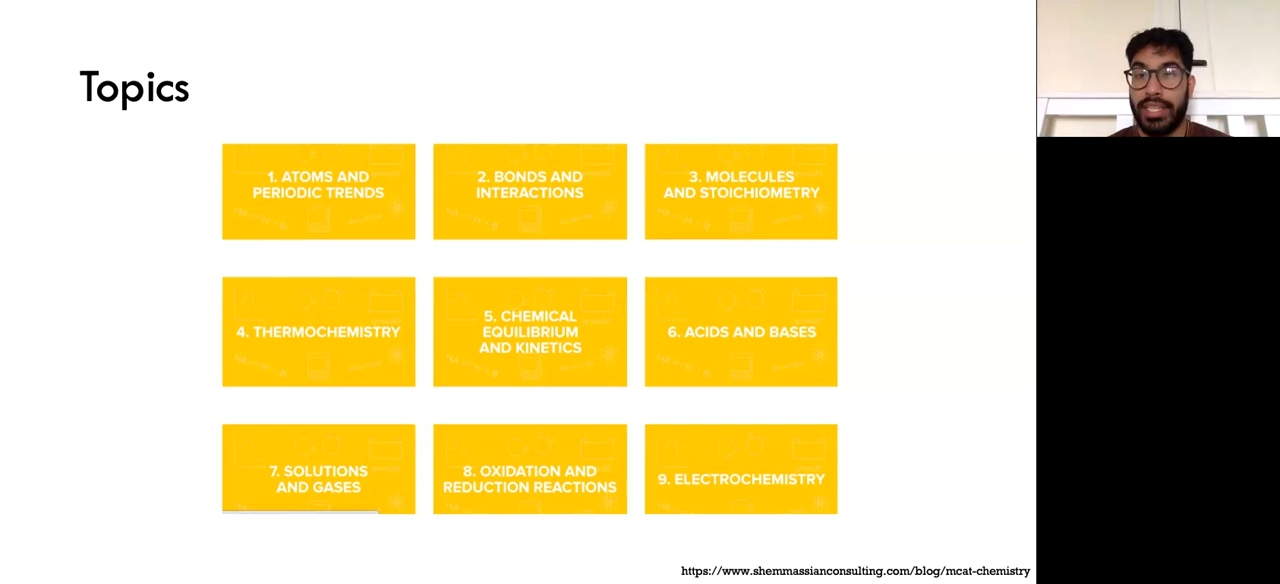 Topics
1. ATOMS AND
PERIODIC TRENDS
2. BONDS AND
INTERACTIONS
3. MOLECULES
AND STOICHIOMETRY
4. THERMOCHEMISTRY
5. CHEMICAL
EQUILIBRIUM
AND KINETICS
6. ACIDS AND BASES
7. SOLUTIONS
AND GASES
8. OXIDATION AND
REDUCTION REACTIONS
9. ELECTROCHEMISTRY
https://www.shemmassianconsulting.com/blog/mcat-chemistry